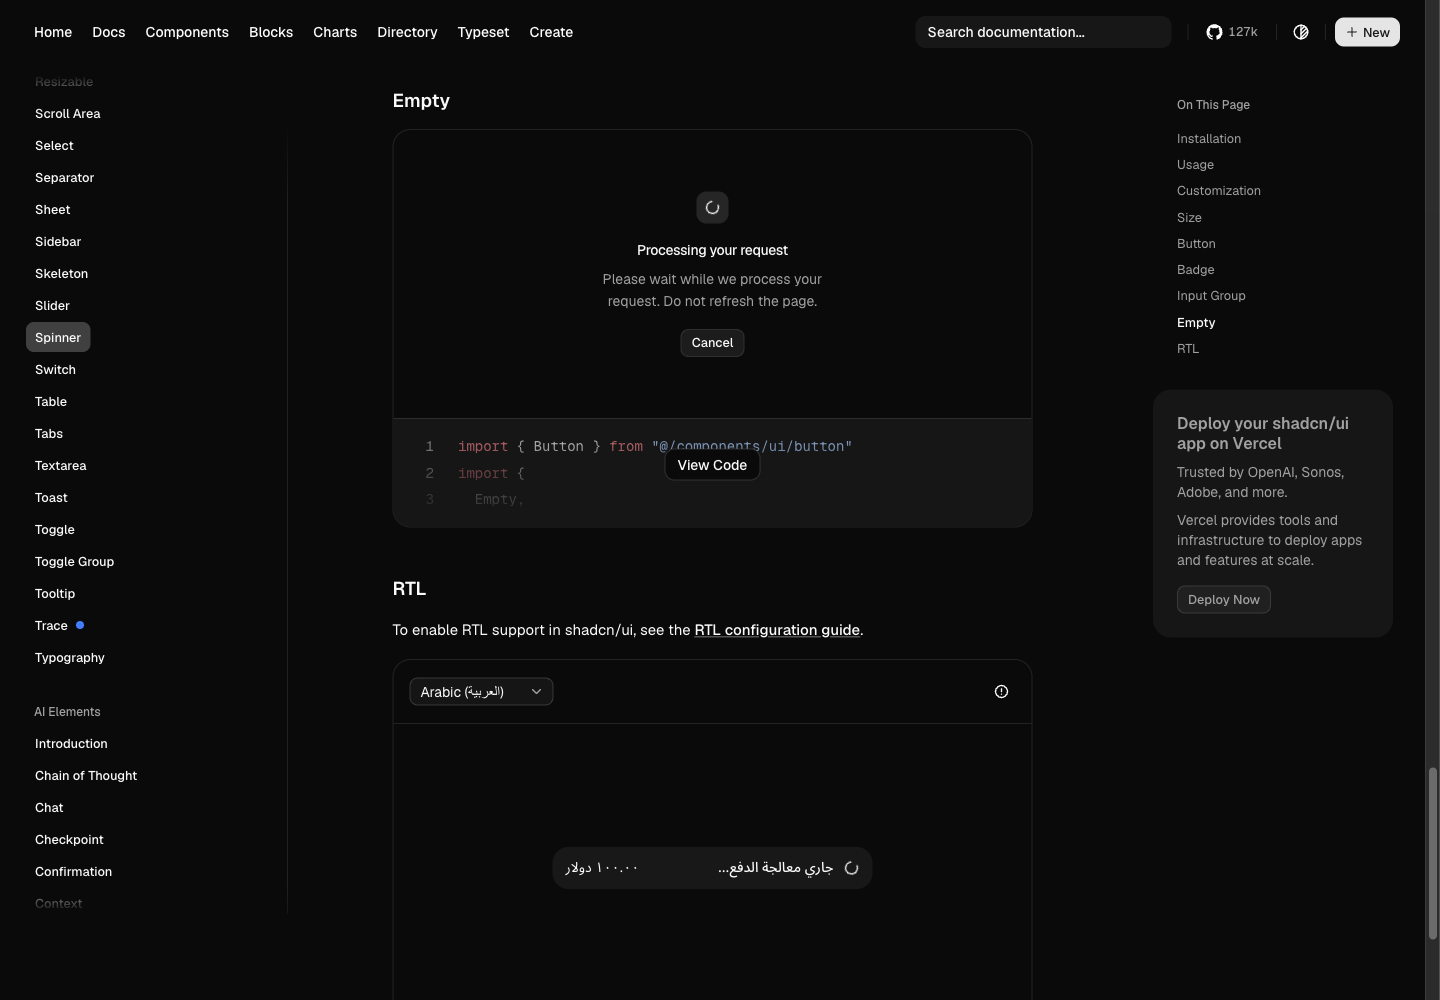 Home Docs Components Blocks Charts Directory Typeset Create
Search documentation...
127k
New
Resizable
Scroll Area
Select
Separator
Sheet
Sidebar
Skeleton
Slider
Spinner
Switch
Table
Tabs
Textarea
Toast
Toggle
Toggle Group
Tooltip
Trace
Typography
AI Elements
Introduction
Chain of Thought
Chat
Checkpoint
Confirmation
Context
Empty
Processing your request
Please wait while we process your
request. Do not refresh the page.
Cancel
1 import { Button } from "@/components/ui/button"
2 import {
3 Empty,
View Code
RTL
To enable RTL support in shadcn/ui, see the RTL configuration guide.
Arabic (العربية)
جاري معالجة الدفع...
١٠٠.٠٠ دولار
On This Page
Installation
Usage
Customization
Size
Button
Badge
Input Group
Empty
RTL
Deploy your shadcn/ui
app on Vercel
Trusted by OpenAI, Sonos,
Adobe, and more.
Vercel provides tools and
infrastructure to deploy apps
and features at scale.
Deploy Now